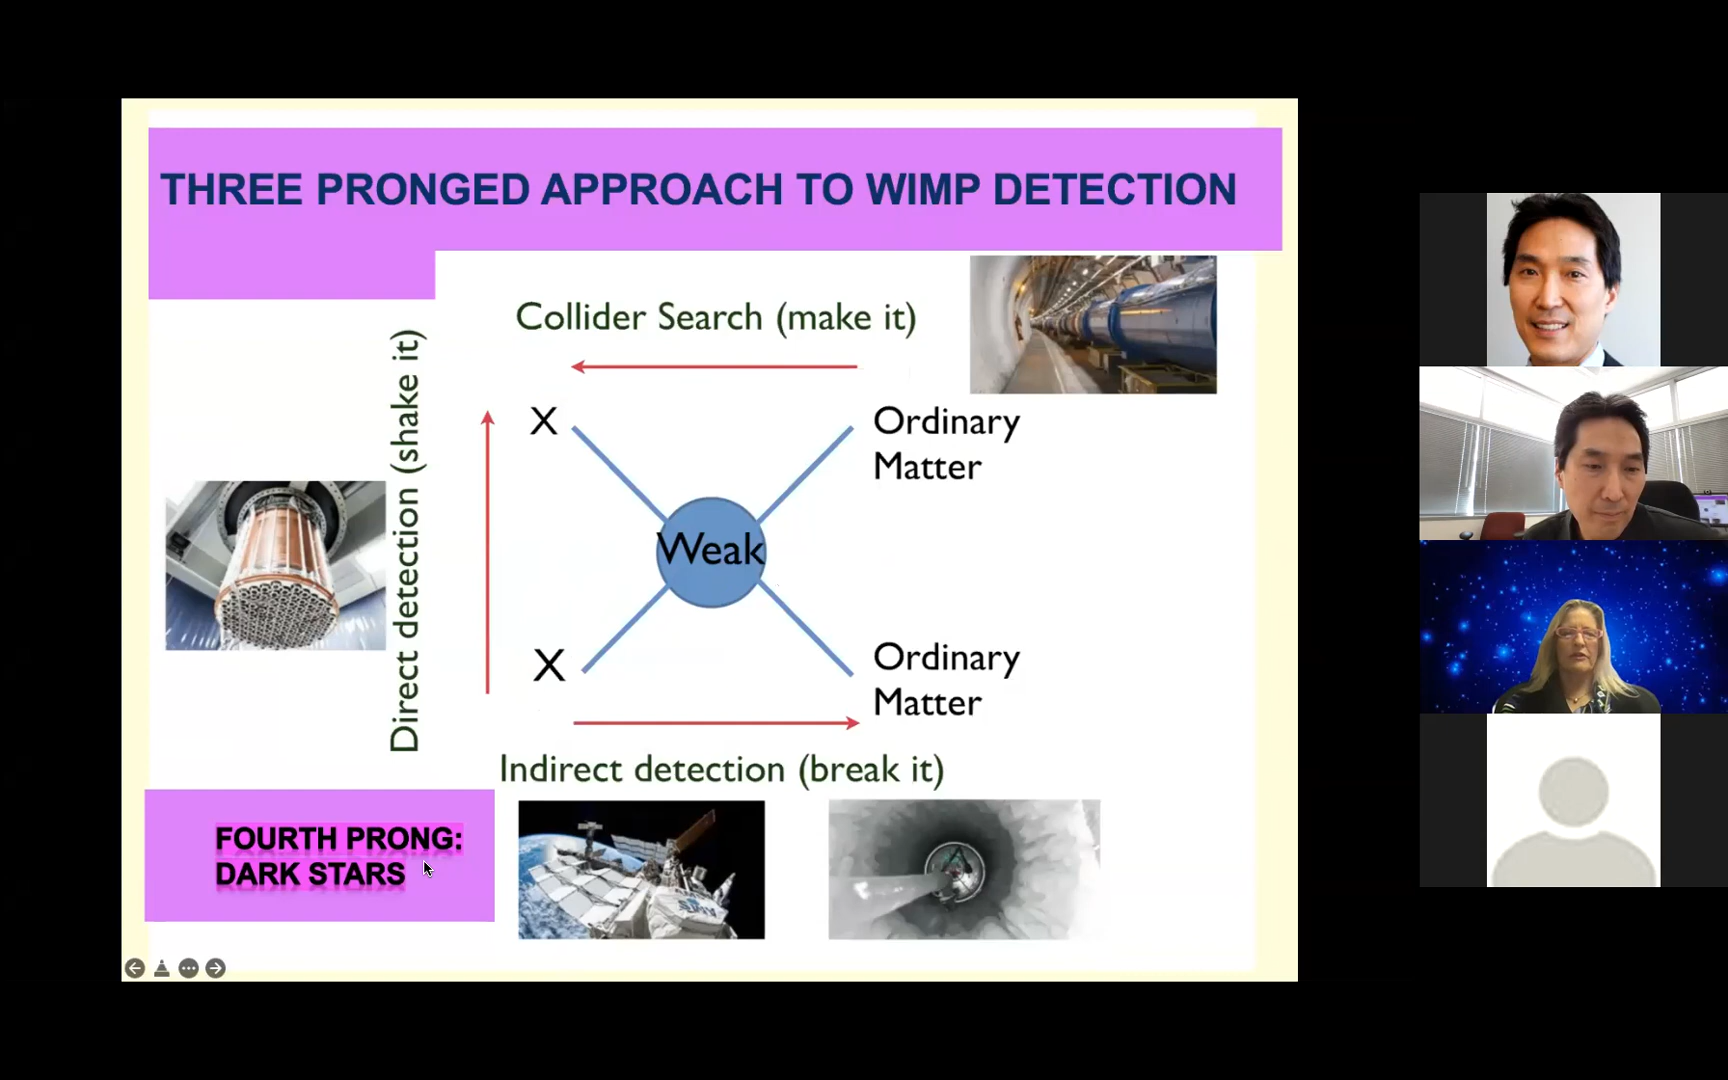 THREE PRONGED APPROACH TO WIMP DETECTION
Collider Search (make it)
Direct detection (shake it)
X
Ordinary
Matter
Weak
X
Ordinary
Matter
Indirect detection (break it)
FOURTH PRONG:
DARK STARS